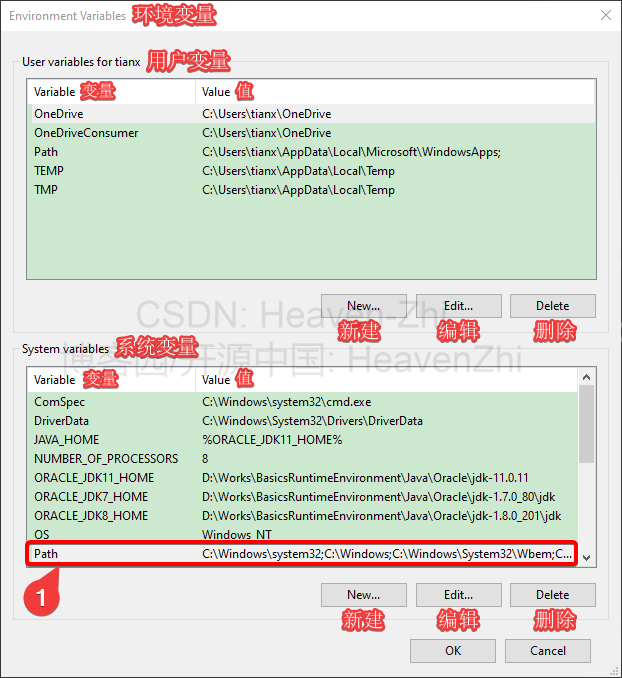 Environment Variables 环境变量
User variables for tianx 用户变量
Variable 变量 Value 值
OneDrive C:\Users\tianx\OneDrive
OneDriveConsumer C:\Users\tianx\OneDrive
Path C:\Users\tianx\AppData\Local\Microsoft\WindowsApps;
TEMP C:\Users\tianx\AppData\Local\Temp
TMP C:\Users\tianx\AppData\Local\Temp
New... Edit... Delete
CSDN: Heaven-Zhi
新建 编辑 删除
System variables 系统变量
博客园/开源中国: HeavenZhi
Variable 变量 Value 值
ComSpec C:\Windows\system32\cmd.exe
DriverData C:\Windows\System32\Drivers\DriverData
JAVA_HOME %ORACLE_JDK11_HOME%
NUMBER_OF_PROCESSORS 8
ORACLE_JDK11_HOME D:\Works\BasicsRuntimeEnvironment\Java\Oracle\jdk-11.0.11
ORACLE_JDK7_HOME D:\Works\BasicsRuntimeEnvironment\Java\Oracle\jdk-1.7.0_80\jdk
ORACLE_JDK8_HOME D:\Works\BasicsRuntimeEnvironment\Java\Oracle\jdk-1.8.0_201\jdk
OS Windows_NT
Path C:\Windows\system32;C:\Windows;C:\Windows\System32\Wbem;C...
1
New... Edit... Delete
新建 编辑 删除
OK Cancel